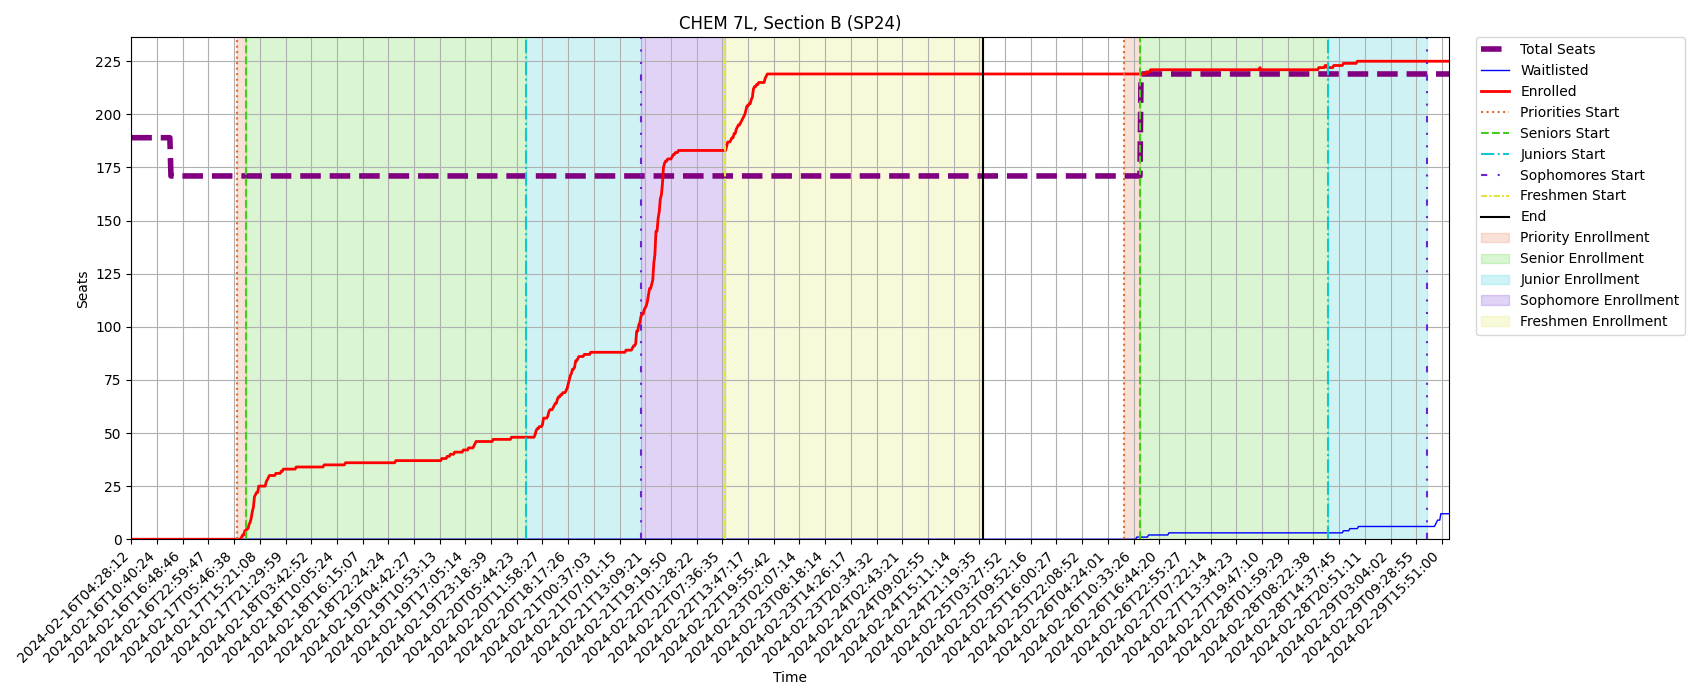 CHEM 7L, Section B (SP24)
Seats
225
200
175
150
125
100
75
50
25
0
2024-02-16T04:28:12
2024-02-16T10:40:24
2024-02-16T16:48:46
2024-02-16T22:59:47
2024-02-17T05:46:38
2024-02-17T15:21:08
2024-02-17T21:29:59
2024-02-18T03:42:52
2024-02-18T10:05:24
2024-02-18T16:15:07
2024-02-18T22:24:24
2024-02-19T04:42:27
2024-02-19T10:53:13
2024-02-19T17:05:14
2024-02-19T23:18:39
2024-02-20T05:44:23
2024-02-20T11:58:27
2024-02-20T18:17:26
2024-02-21T00:37:03
2024-02-21T07:01:15
2024-02-21T13:09:21
2024-02-21T19:19:50
2024-02-22T01:28:22
2024-02-22T07:36:35
2024-02-22T13:47:17
2024-02-22T19:55:42
2024-02-23T02:07:14
2024-02-23T08:18:14
2024-02-23T14:26:17
2024-02-23T20:34:32
2024-02-24T02:43:21
2024-02-24T09:02:55
2024-02-24T15:11:14
2024-02-24T21:19:35
2024-02-25T03:27:52
2024-02-25T09:52:16
2024-02-25T16:00:27
2024-02-25T22:08:52
2024-02-26T04:24:01
2024-02-26T10:33:26
2024-02-26T16:44:20
2024-02-26T22:55:27
2024-02-27T07:22:14
2024-02-27T13:34:23
2024-02-27T19:47:10
2024-02-28T01:59:29
2024-02-28T08:22:38
2024-02-28T14:37:45
2024-02-28T20:51:11
2024-02-29T03:04:02
2024-02-29T09:28:55
2024-02-29T15:51:00
Time
Total Seats
Waitlisted
Enrolled
Priorities Start
Seniors Start
Juniors Start
Sophomores Start
Freshmen Start
End
Priority Enrollment
Senior Enrollment
Junior Enrollment
Sophomore Enrollment
Freshmen Enrollment